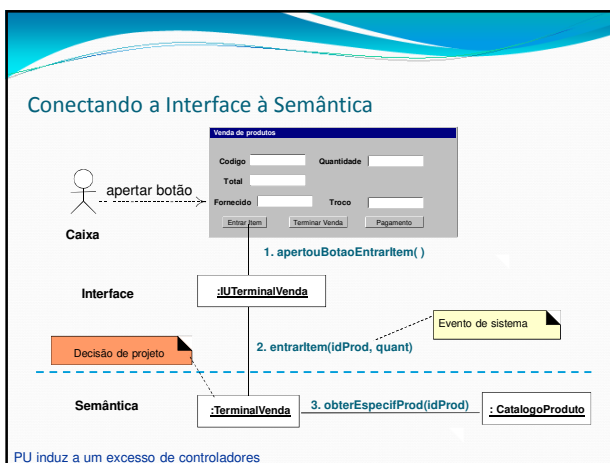 Conectando a Interface à Semântica
Venda de produtos
Codigo Quantidade
Total
Fornecido Troco
Entrar Item Terminar Venda Pagamento
apertar botão
Caixa
1. apertouBotaoEntrarItem( )
Interface
:IUTerminalVenda
Evento de sistema
2. entrarItem(idProd, quant)
Decisão de projeto
Semântica
:TerminalVenda
3. obterEspecifProd(idProd)
: CatalogoProduto
PU induz a um excesso de controladores